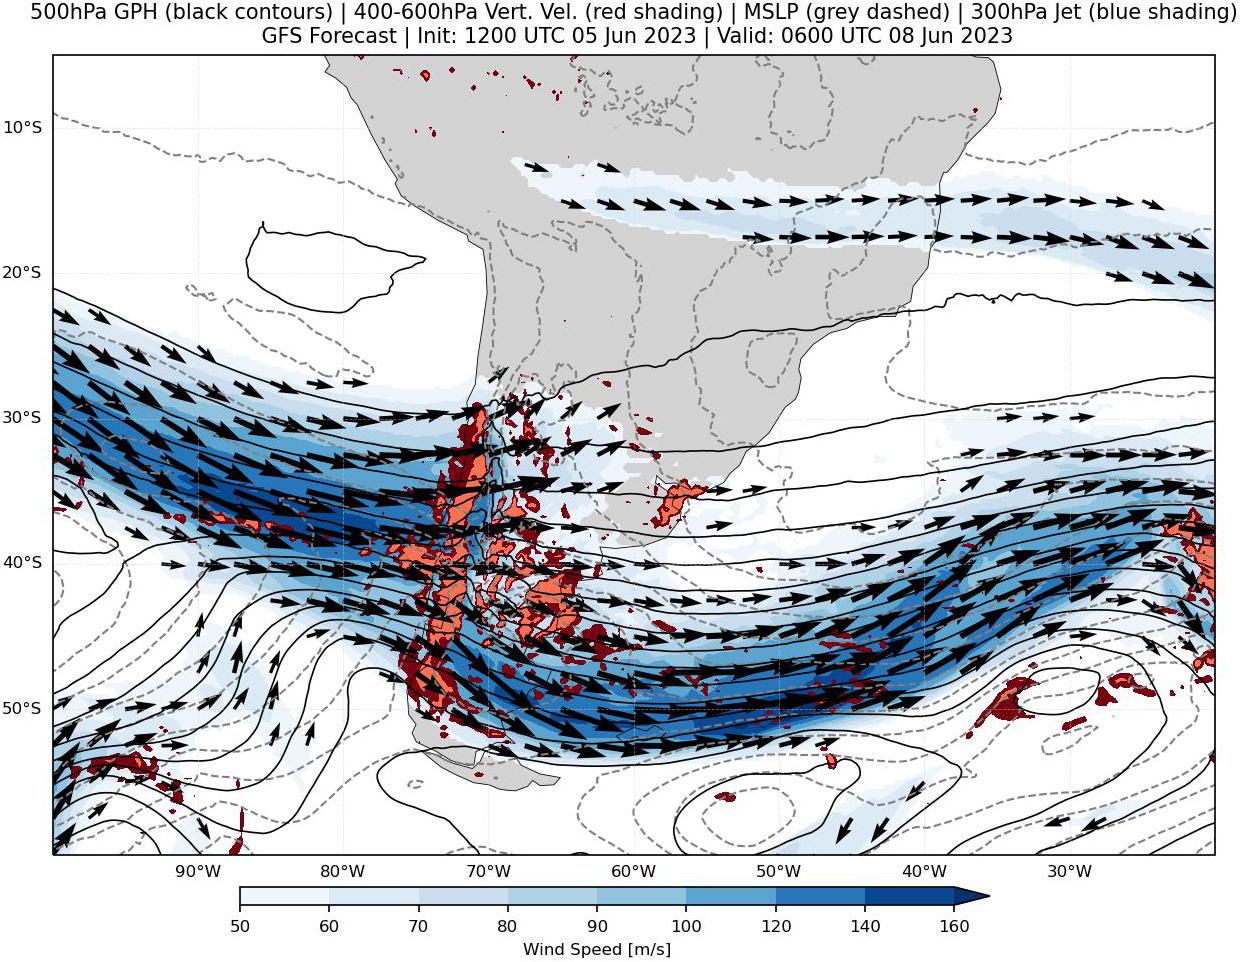 500hPa GPH (black contours) | 400-600hPa Vert. Vel. (red shading) | MSLP (grey dashed) | 300hPa Jet (blue shading)
GFS Forecast | Init: 1200 UTC 05 Jun 2023 | Valid: 0600 UTC 08 Jun 2023
10°S
20°S
30°S
40°S
50°S
90°W 80°W 70°W 60°W 50°W 40°W 30°W
50 60 70 80 90 100 120 140 160
Wind Speed [m/s]